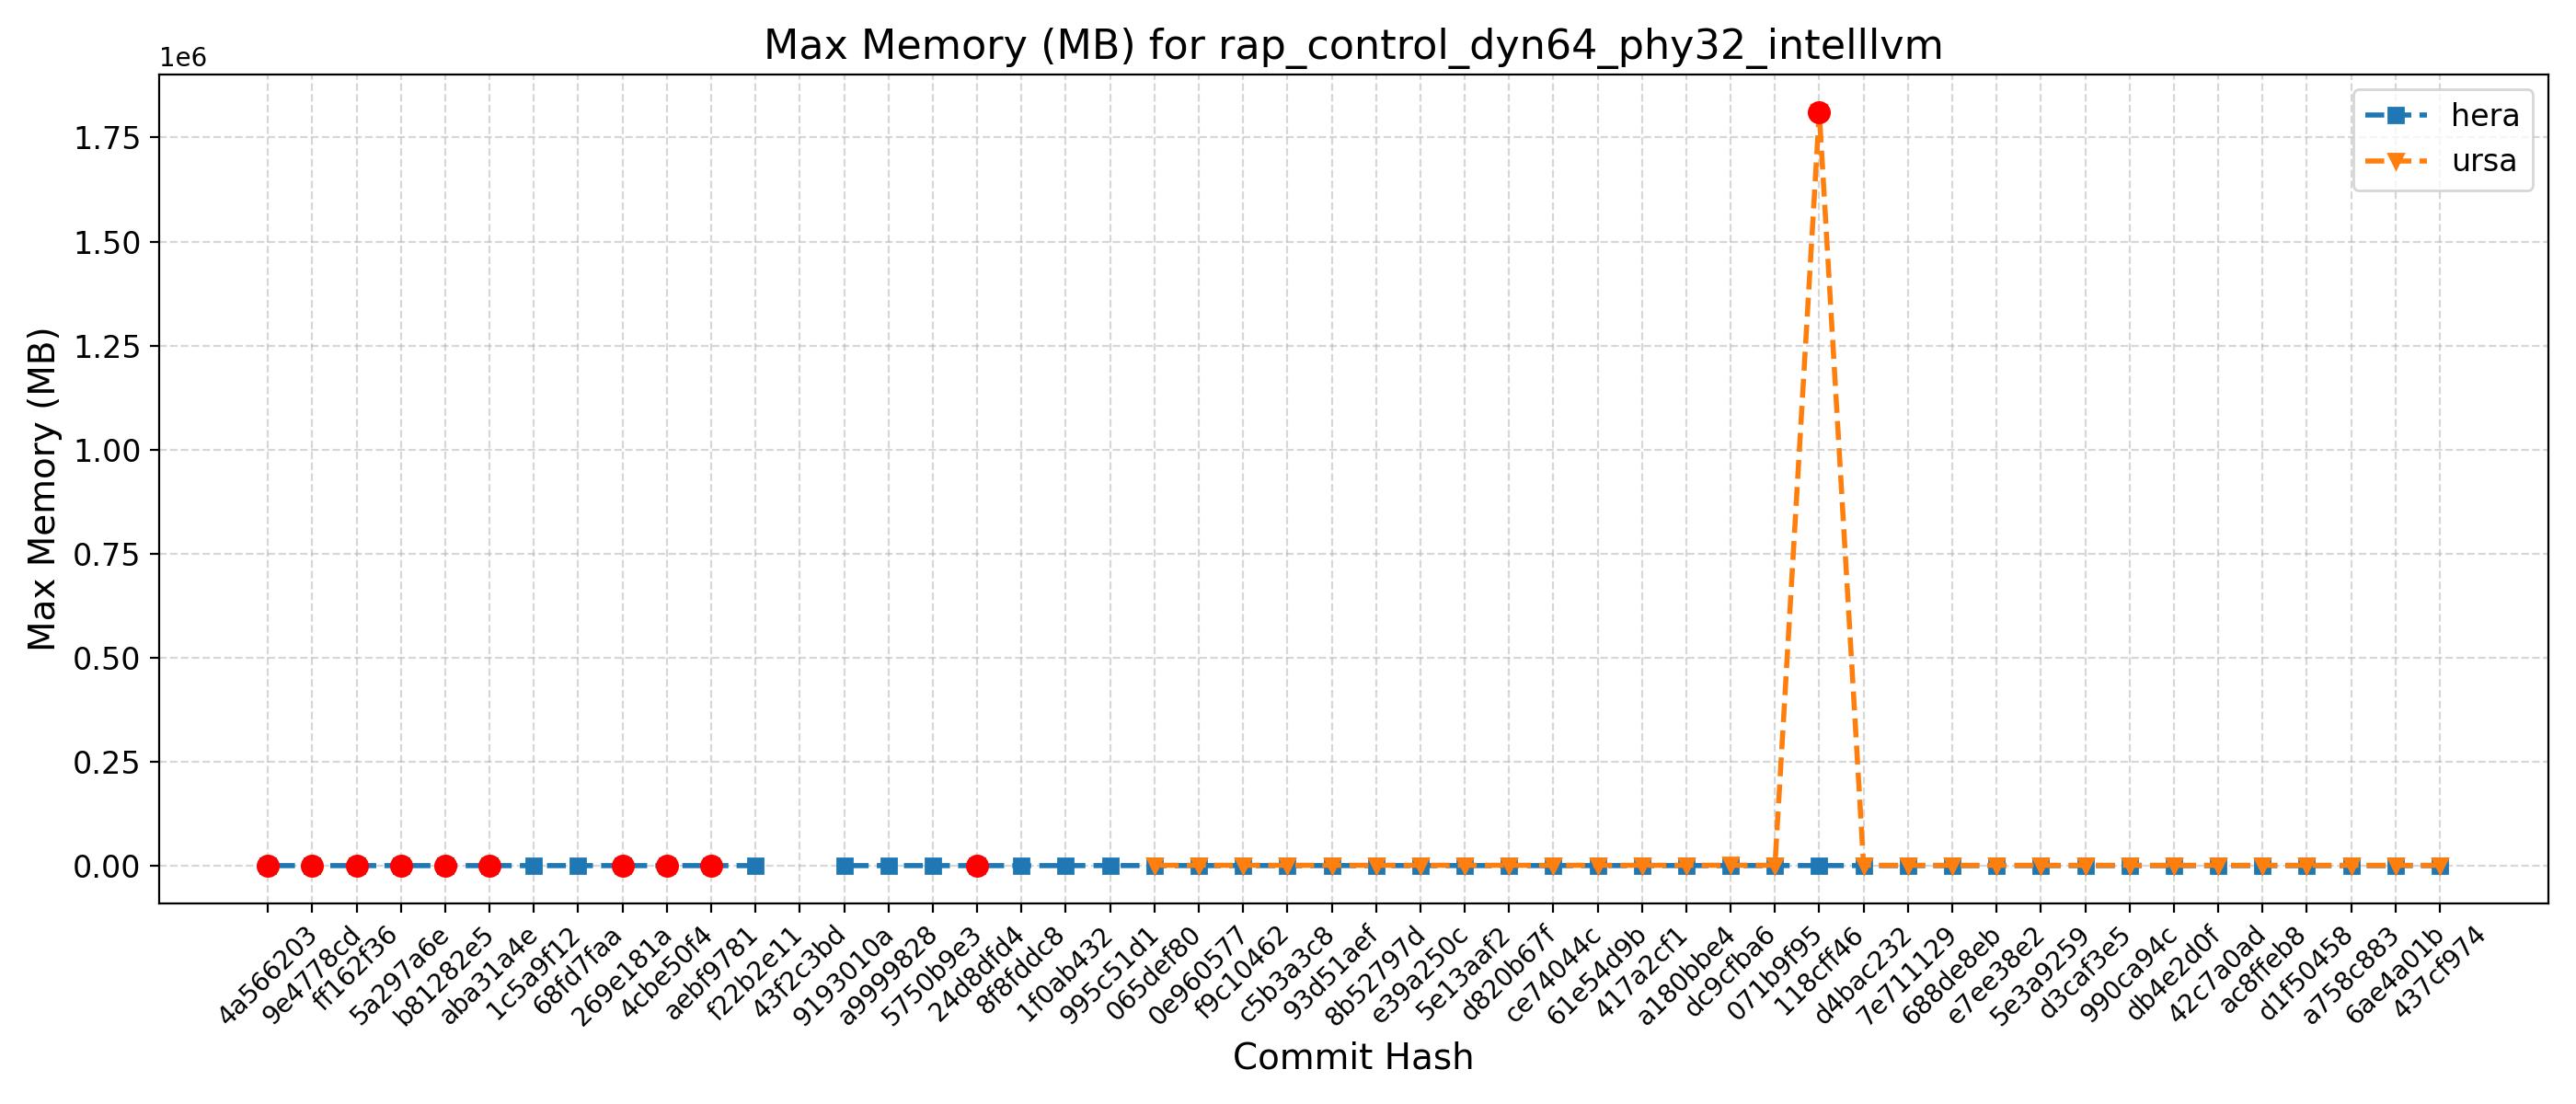 Max Memory (MB) for rap_control_dyn64_phy32_intelllvm
1e6
1.75
1.50
1.25
1.00
0.75
0.50
0.25
0.00
Max Memory (MB)
hera
ursa
4a566203
9e4778cd
ff162f36
5a297a6e
b81282e5
aba31a4e
1c5a9f12
68fd7faa
269e181a
4cbe50f4
aebf9781
f22b2e11
43f2c3bd
9193010a
a9999828
5750b9e3
24d8dfd4
8f8fddc8
1f0ab432
995c51d1
065def80
0e960577
f9c10462
c5b3a3c8
93d51aef
8b52797d
e39a250c
5e13aaf2
d820b67f
ce74044c
61e54d9b
417a2cf1
a180bbe4
dc9cfba6
071b9f95
118cff46
d4bac232
7e711129
688de8eb
e7ee38e2
5e3a9259
d3caf3e5
990ca94c
db4e2d0f
42c7a0ad
ac8ffeb8
d1f50458
a758c883
6ae4a01b
437cf974
Commit Hash